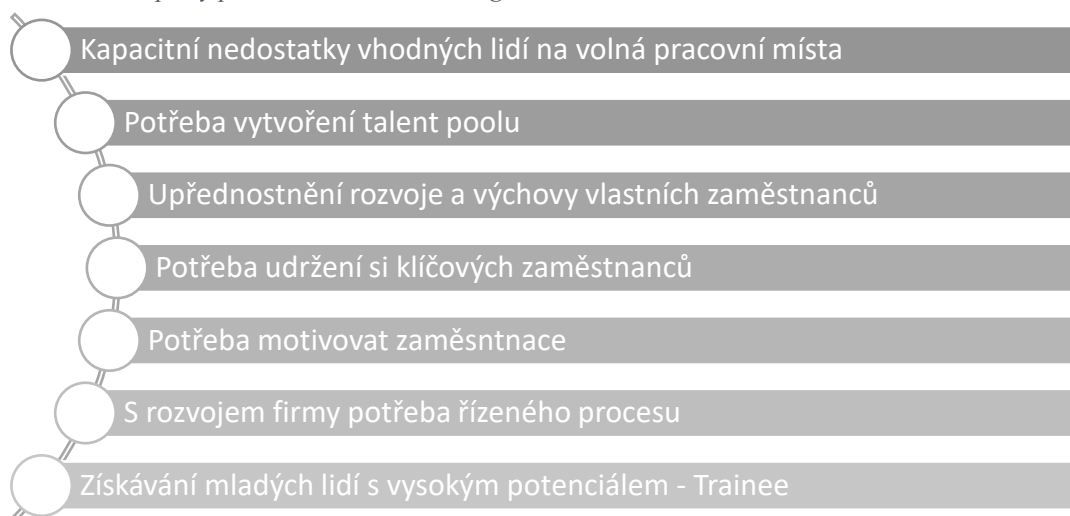 Kapacitní nedostatky vhodných lidí na volná pracovní místa
Potřeba vytvoření talent poolu
Upřednostnění rozvoje a výchovy vlastních zaměstnanců
Potřeba udržení si klíčových zaměstnanců
Potřeba motivovat zaměsntnace
S rozvojem firmy potřeba řízeného procesu
Získávání mladých lidí s vysokým potenciálem - Trainee